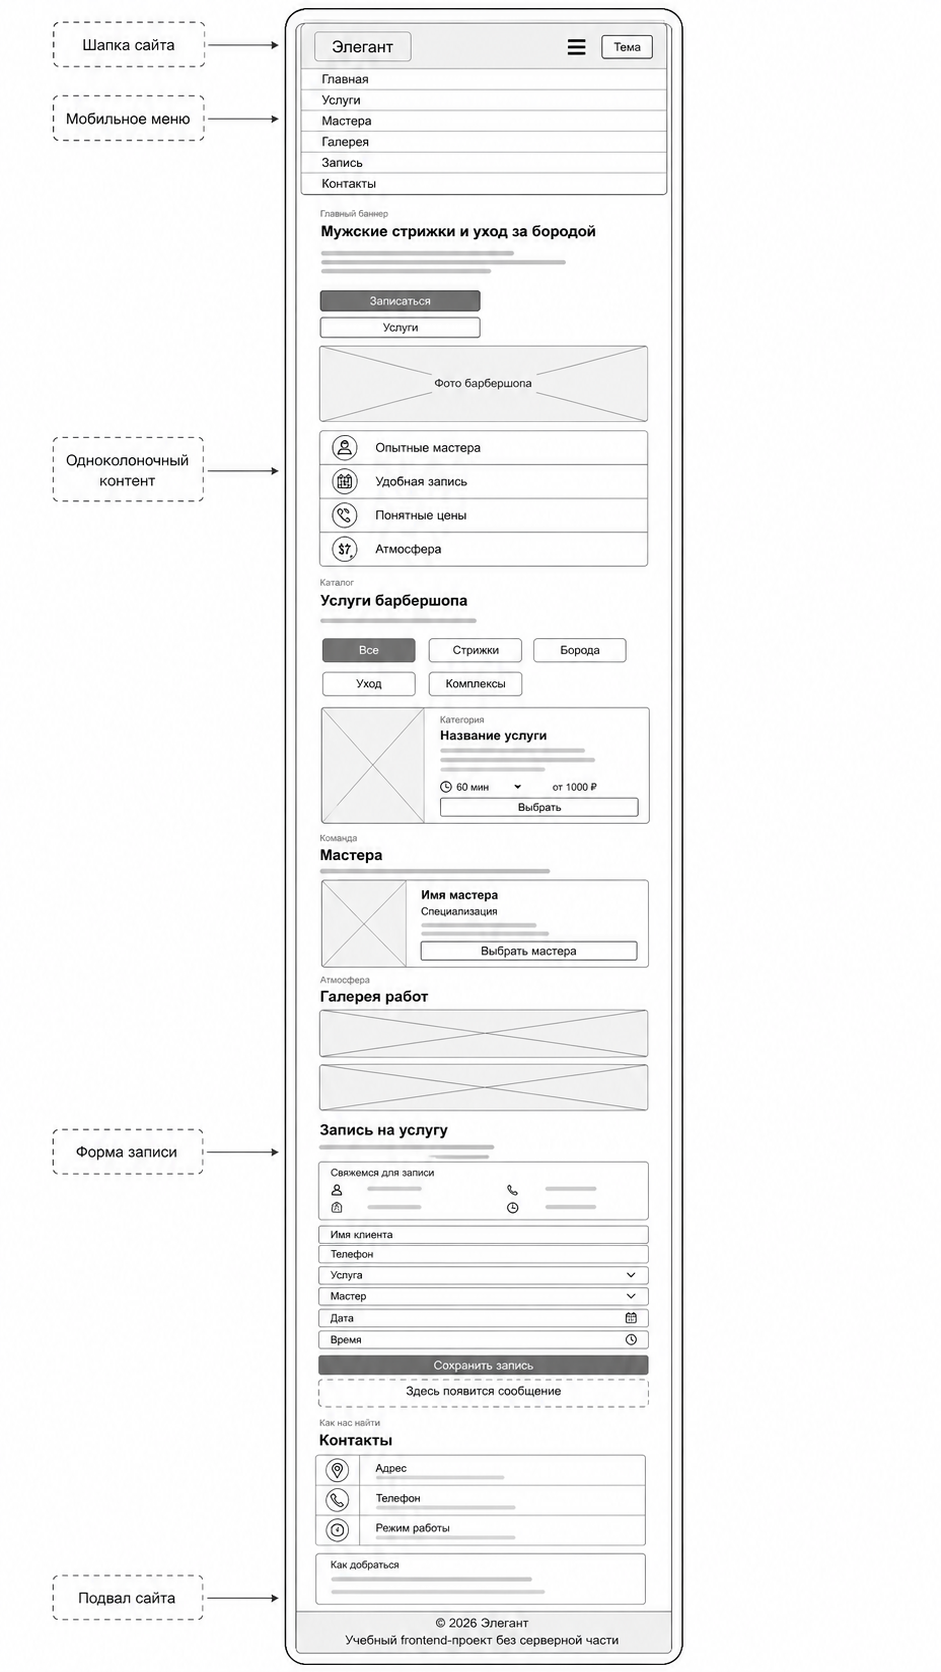 Шапка сайта
Элегант
Тема
Главная
Мобильное меню
Услуги
Мастера
Галерея
Запись
Контакты
Главный баннер
Мужские стрижки и уход за бородой
Записаться
Услуги
Фото барбершопа
Одноколоночный
контент
Опытные мастера
Удобная запись
Понятные цены
$7.
Атмосфера
Каталог
Услуги барбершопа
Все
Стрижки
Борода
Уход
Комплексы
Категория
Название услуги
60 мин
от 1000 ₽
Выбрать
Команда
Мастера
Имя мастера
Специализация
Выбрать мастера
Атмосфера
Галерея работ
Запись на услугу
Форма записи
Свяжемся для записи
Имя клиента
Телефон
Услуга
Мастер
Дата
Время
Сохранить запись
Здесь появится сообщение
Как нас найти
Контакты
Адрес
Телефон
Режим работы
Как добраться
Подвал сайта
© 2026 Элегант
Учебный frontend-проект без серверной части